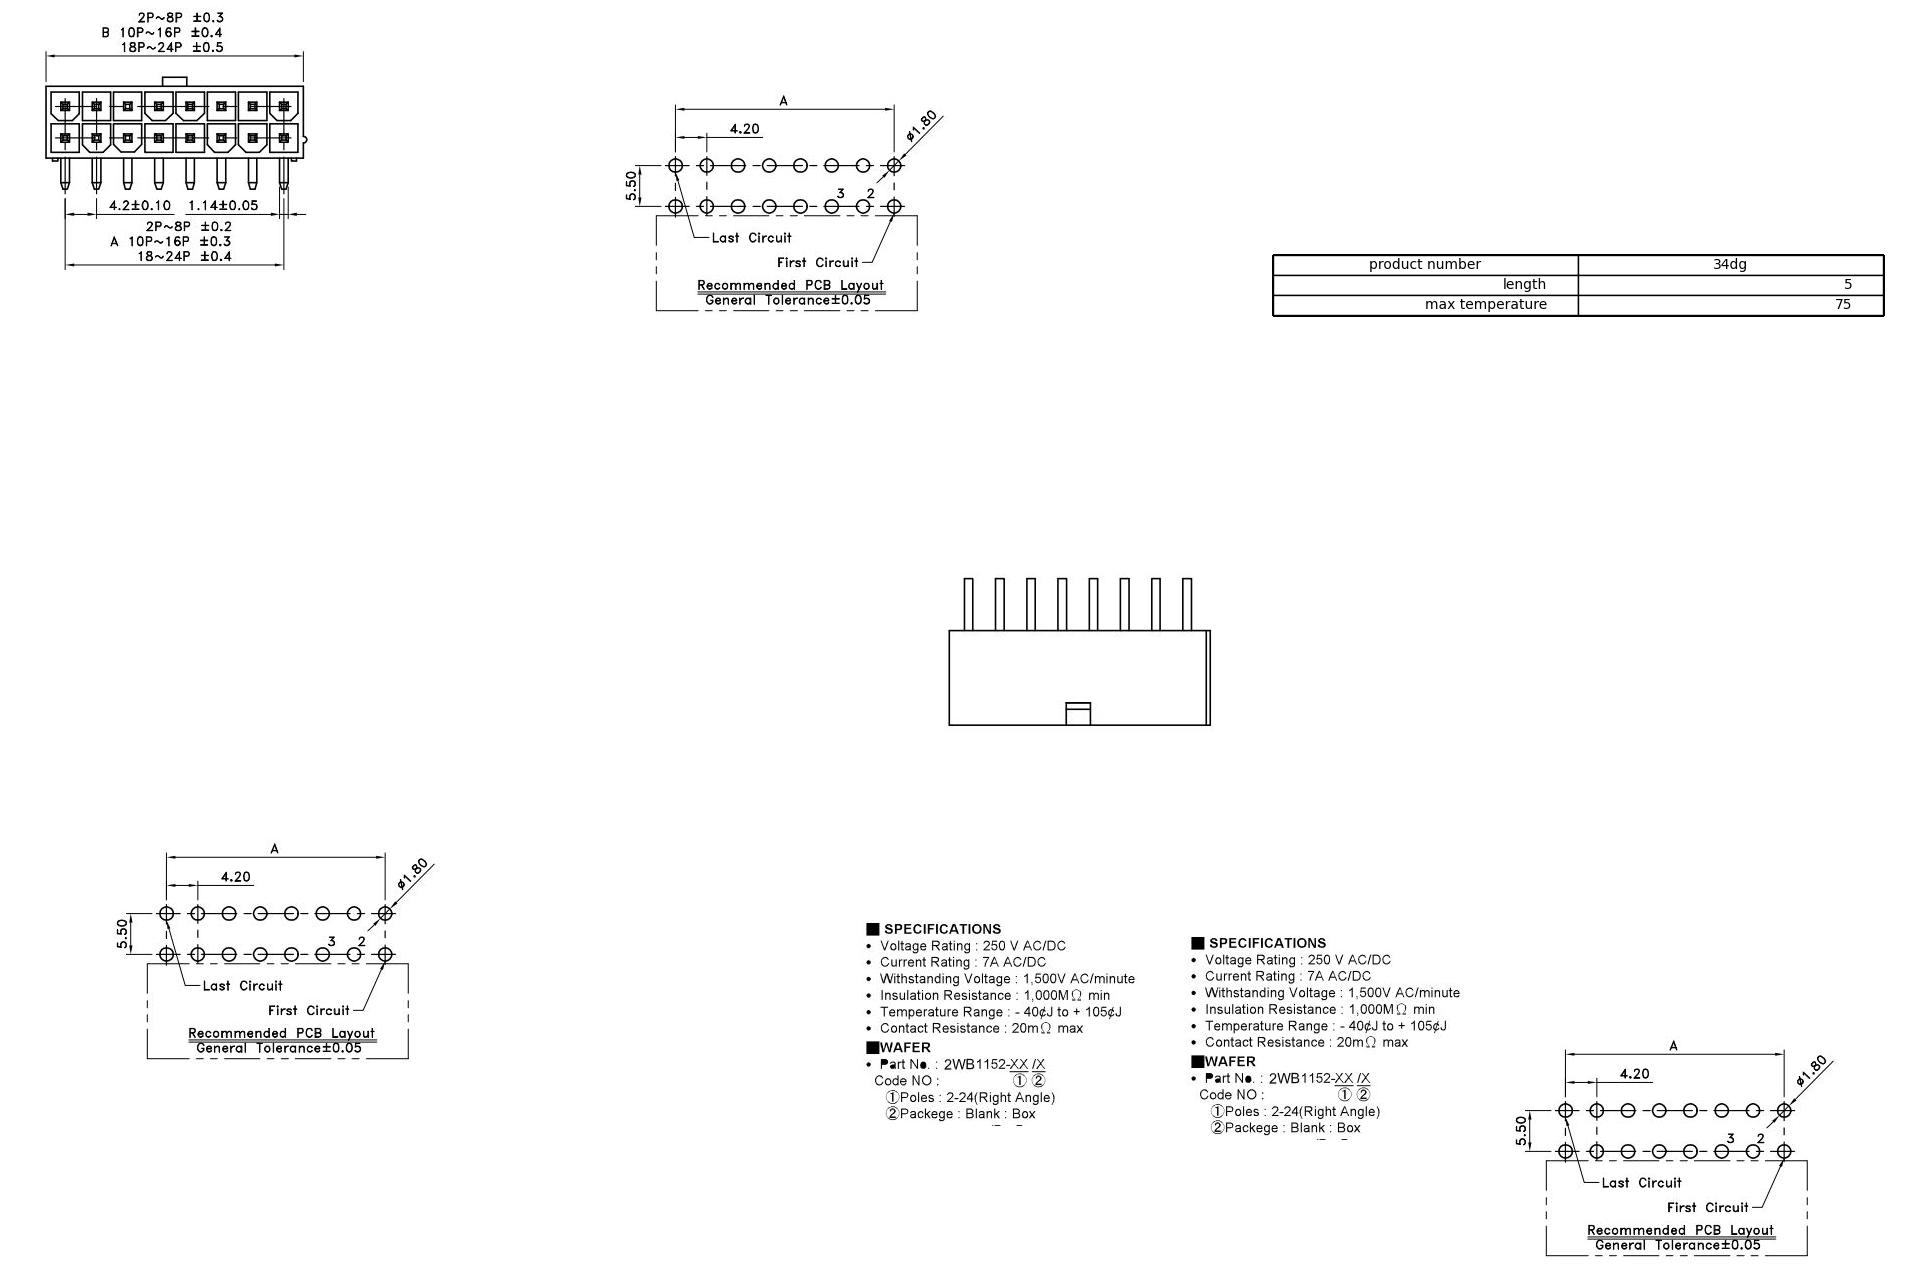 2P~8P ±0.3
B 10P~16P ±0.4
18P~24P ±0.5
4.2±0.10 1.14±0.05
2P~8P ±0.2
A 10P~16P ±0.3
18~24P ±0.4
A
4.20
ø1.80
5.50
3 2
Last Circuit
First Circuit
Recommended PCB Layout
General Tolerance±0.05
product number 34dg
length 5
max temperature 75
A
4.20
ø1.80
5.50
3 2
Last Circuit
First Circuit
Recommended PCB Layout
General Tolerance±0.05
■ SPECIFICATIONS
• Voltage Rating : 250 V AC/DC
• Current Rating : 7A AC/DC
• Withstanding Voltage : 1,500V AC/minute
• Insulation Resistance : 1,000MΩ min
• Temperature Range : - 40¢J to + 105¢J
• Contact Resistance : 20mΩ max
■WAFER
• Part No. : 2WB1152-XX /X
Code NO : ① ②
①Poles : 2-24(Right Angle)
②Packege : Blank : Box
■ SPECIFICATIONS
• Voltage Rating : 250 V AC/DC
• Current Rating : 7A AC/DC
• Withstanding Voltage : 1,500V AC/minute
• Insulation Resistance : 1,000MΩ min
• Temperature Range : - 40¢J to + 105¢J
• Contact Resistance : 20mΩ max
■WAFER
• Part No. : 2WB1152-XX /X
Code NO : ① ②
①Poles : 2-24(Right Angle)
②Packege : Blank : Box
A
4.20
ø1.80
5.50
3 2
Last Circuit
First Circuit
Recommended PCB Layout
General Tolerance±0.05